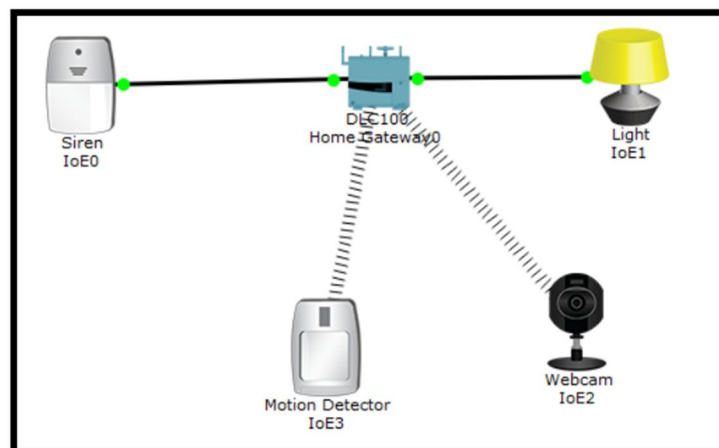 Siren
IoE0
DLC100
Home Gateway0
Light
IoE1
Motion Detector
IoE3
Webcam
IoE2